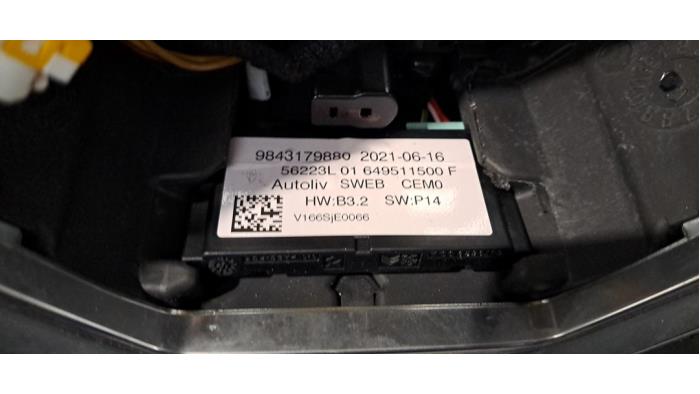 9843179880 2021-06-16
56223L 01 649511500 F
Autoliv SWEB CEM0
HW:B3.2 SW:P14
V166SjE0066